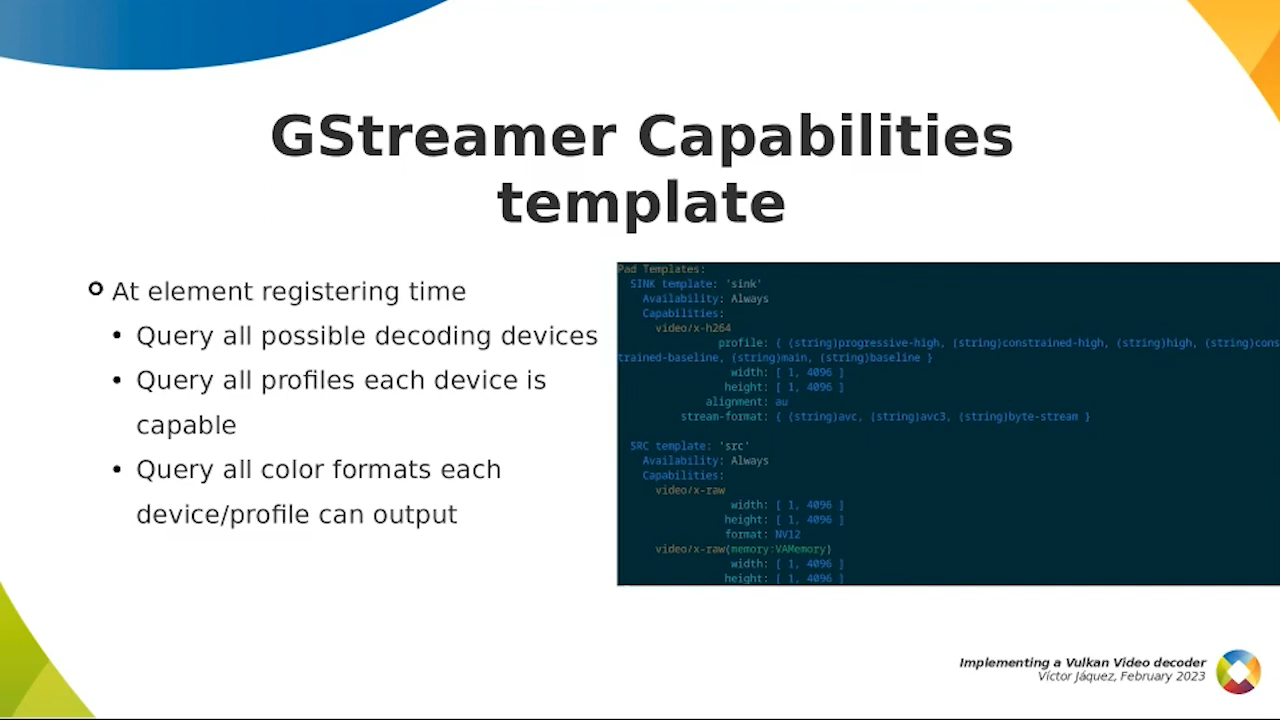 GStreamer Capabilities
template
At element registering time
• Query all possible decoding devices
• Query all profiles each device is
capable
• Query all color formats each
device/profile can output
Pad Templates:
SINK template: 'sink'
Availability: Always
Capabilities:
video/x-h264
profile: { (string)progressive-high, (string)constrained-high, (string)high, (string)cons
trained-baseline, (string)main, (string)baseline }
width: [ 1, 4096 ]
height: [ 1, 4096 ]
alignment: au
stream-format: { (string)avc, (string)avc3, (string)byte-stream }
SRC template: 'src'
Availability: Always
Capabilities:
video/x-raw
width: [ 1, 4096 ]
height: [ 1, 4096 ]
format: NV12
video/x-raw(memory:VAMemory)
width: [ 1, 4096 ]
height: [ 1, 4096 ]
Implementing a Vulkan Video decoder
Víctor Jáquez, February 2023